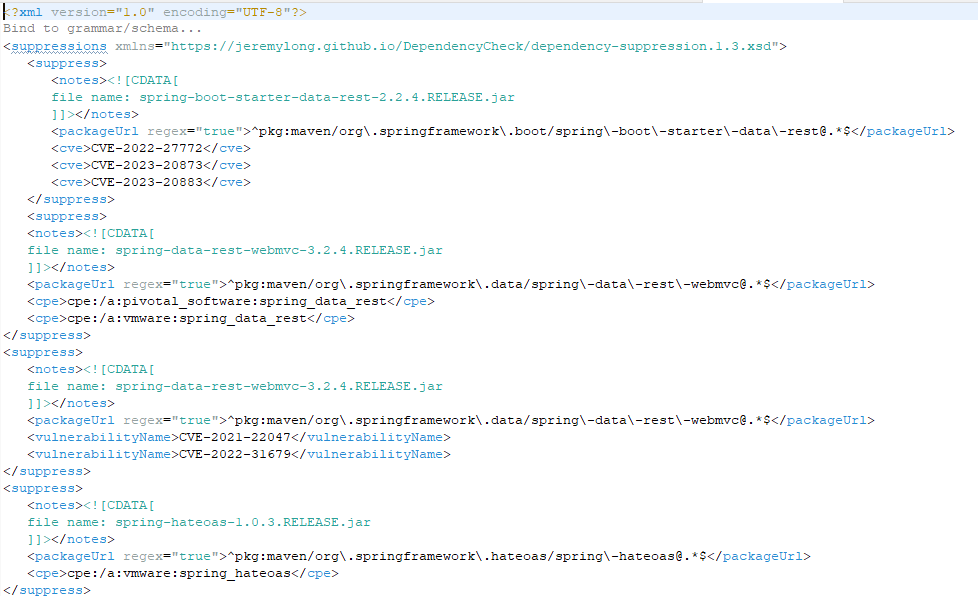 <?xml version="1.0" encoding="UTF-8"?>
Bind to grammar/schema...
<suppressions xmlns="https://jeremylong.github.io/DependencyCheck/dependency-suppression.1.3.xsd">
<suppress>
<notes><![CDATA[
file name: spring-boot-starter-data-rest-2.2.4.RELEASE.jar
]]></notes>
<packageUrl regex="true">^pkg:maven/org\.springframework\.boot/spring\-boot\-starter\-data\-rest@.*$</packageUrl>
<cve>CVE-2022-27772</cve>
<cve>CVE-2023-20873</cve>
<cve>CVE-2023-20883</cve>
</suppress>
<suppress>
<notes><![CDATA[
file name: spring-data-rest-webmvc-3.2.4.RELEASE.jar
]]></notes>
<packageUrl regex="true">^pkg:maven/org\.springframework\.data/spring\-data\-rest\-webmvc@.*$</packageUrl>
<cpe>cpe:/a:pivotal_software:spring_data_rest</cpe>
<cpe>cpe:/a:vmware:spring_data_rest</cpe>
</suppress>
<suppress>
<notes><![CDATA[
file name: spring-data-rest-webmvc-3.2.4.RELEASE.jar
]]></notes>
<packageUrl regex="true">^pkg:maven/org\.springframework\.data/spring\-data\-rest\-webmvc@.*$</packageUrl>
<vulnerabilityName>CVE-2021-22047</vulnerabilityName>
<vulnerabilityName>CVE-2022-31679</vulnerabilityName>
</suppress>
<suppress>
<notes><![CDATA[
file name: spring-hateoas-1.0.3.RELEASE.jar
]]></notes>
<packageUrl regex="true">^pkg:maven/org\.springframework\.hateoas/spring\-hateoas@.*$</packageUrl>
<cpe>cpe:/a:vmware:spring_hateoas</cpe>
</suppress>